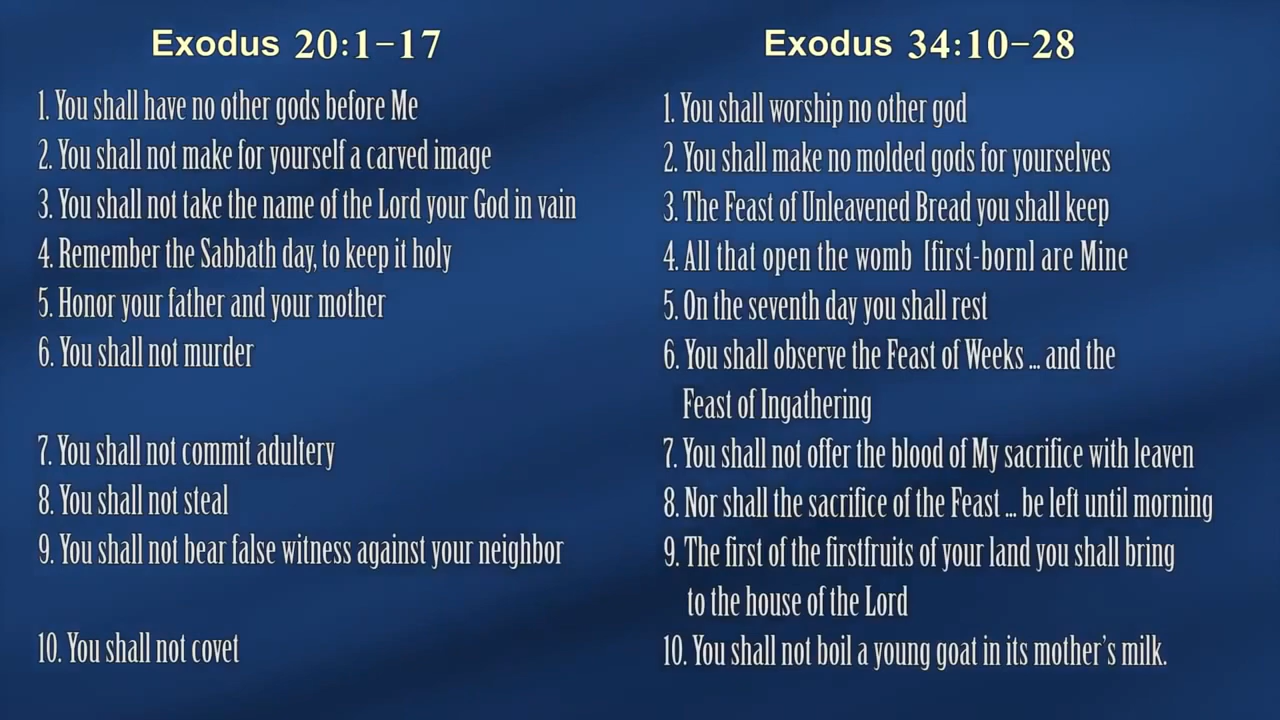 Exodus 20:1–17
1. You shall have no other gods before Me
2. You shall not make for yourself a carved image
3. You shall not take the name of the Lord your God in vain
4. Remember the Sabbath day, to keep it holy
5. Honor your father and your mother
6. You shall not murder
7. You shall not commit adultery
8. You shall not steal
9. You shall not bear false witness against your neighbor
10. You shall not covet
Exodus 34:10–28
1. You shall worship no other god
2. You shall make no molded gods for yourselves
3. The Feast of Unleavened Bread you shall keep
4. All that open the womb [first-born] are Mine
5. On the seventh day you shall rest
6. You shall observe the Feast of Weeks ... and the
Feast of Ingathering
7. You shall not offer the blood of My sacrifice with leaven
8. Nor shall the sacrifice of the Feast ... be left until morning
9. The first of the firstfruits of your land you shall bring
to the house of the Lord
10. You shall not boil a young goat in its mother's milk.